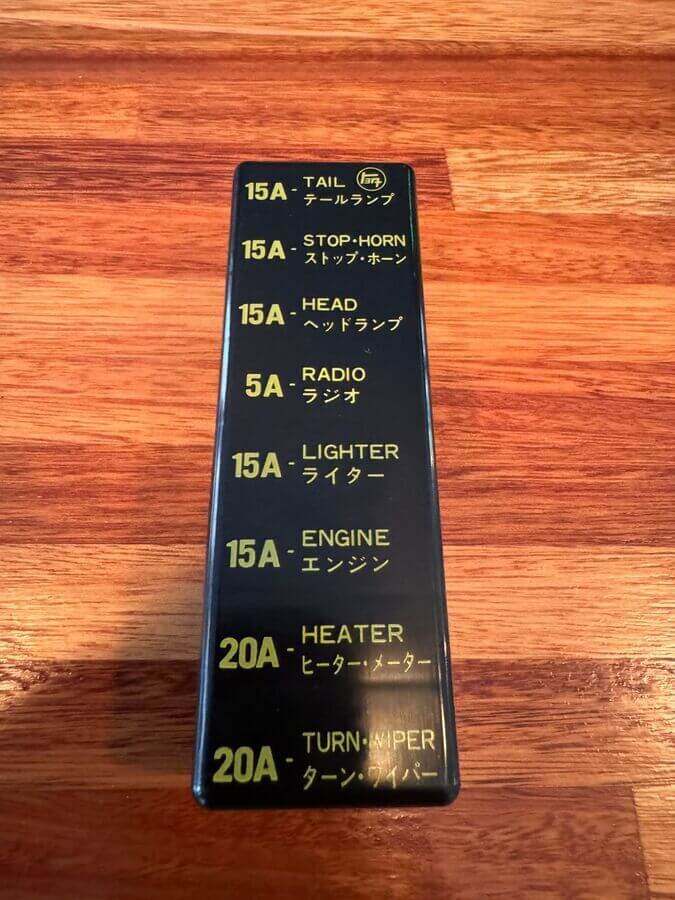 15A - TAIL トヨタ
テールランプ
15A - STOP・HORN
ストップ・ホーン
15A - HEAD
ヘッドランプ
5A - RADIO
ラジオ
15A - LIGHTER
ライター
15A - ENGINE
エンジン
20A - HEATER
ヒーター・メーター
20A - TURN・WIPER
ターン・ワイパー